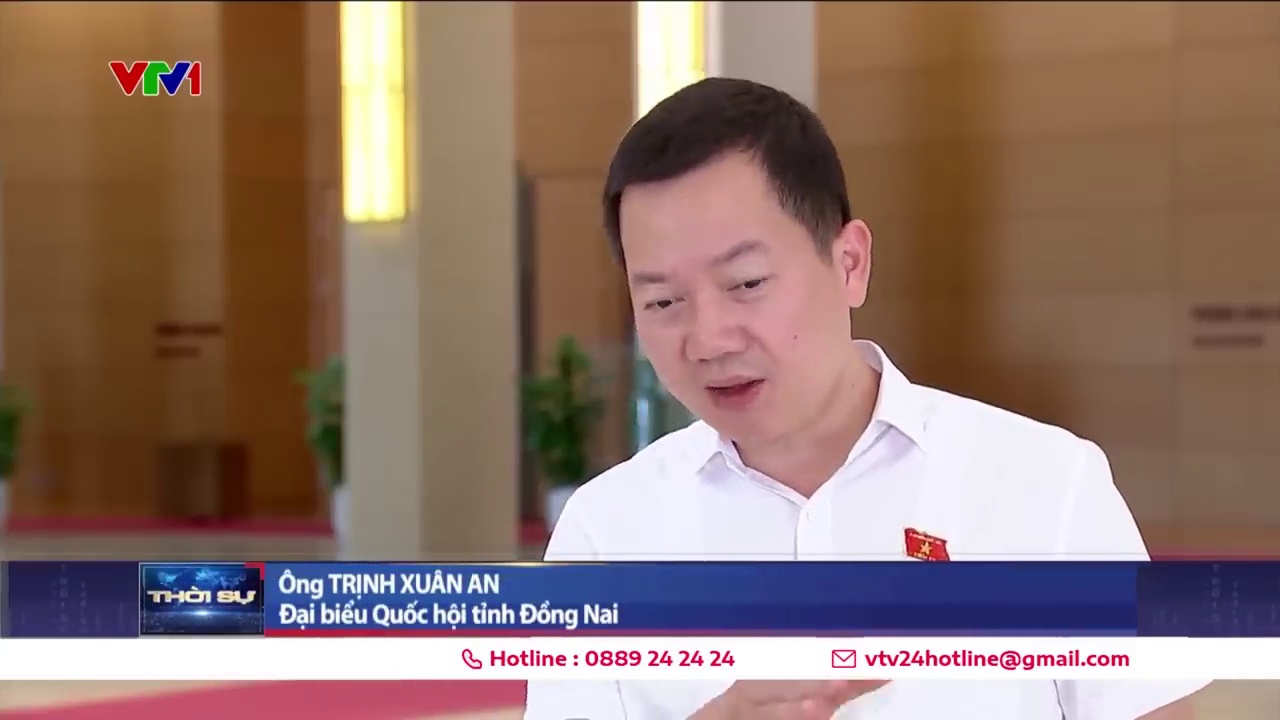 VTV1
Ông TRỊNH XUÂN AN
THỜI SỰ
Đại biểu Quốc hội tỉnh Đồng Nai
Hotline : 0889 24 24 24
vtv24hotline@gmail.com